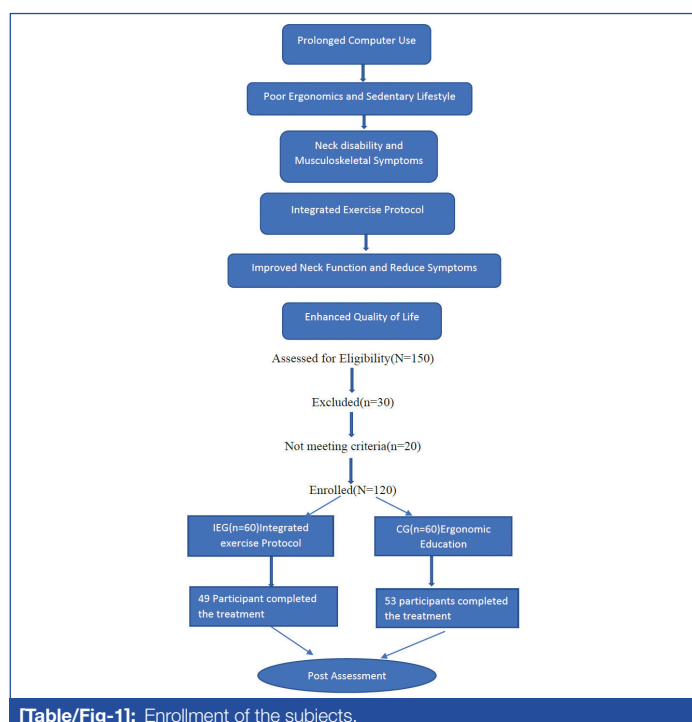 Prolonged Computer Use
Poor Ergonomics and Sedentary Lifestyle
Neck disability and
Musculoskeletal Symptoms
Integrated Exercise Protocol
Improved Neck Function and Reduce Symptoms
Enhanced Quality of Life
Assessed for Eligibility(N=150)
Excluded(n=30)
Not meeting criteria(n=20)
Enrolled(N=120)
IEG(n=60)Integrated
exercise Protocol
CG(n=60)Ergonomic
Education
49 Participant completed
the treatment
53 participants completed
the treatment
Post Assessment
[Table/Fig-1]: Enrollment of the subjects.